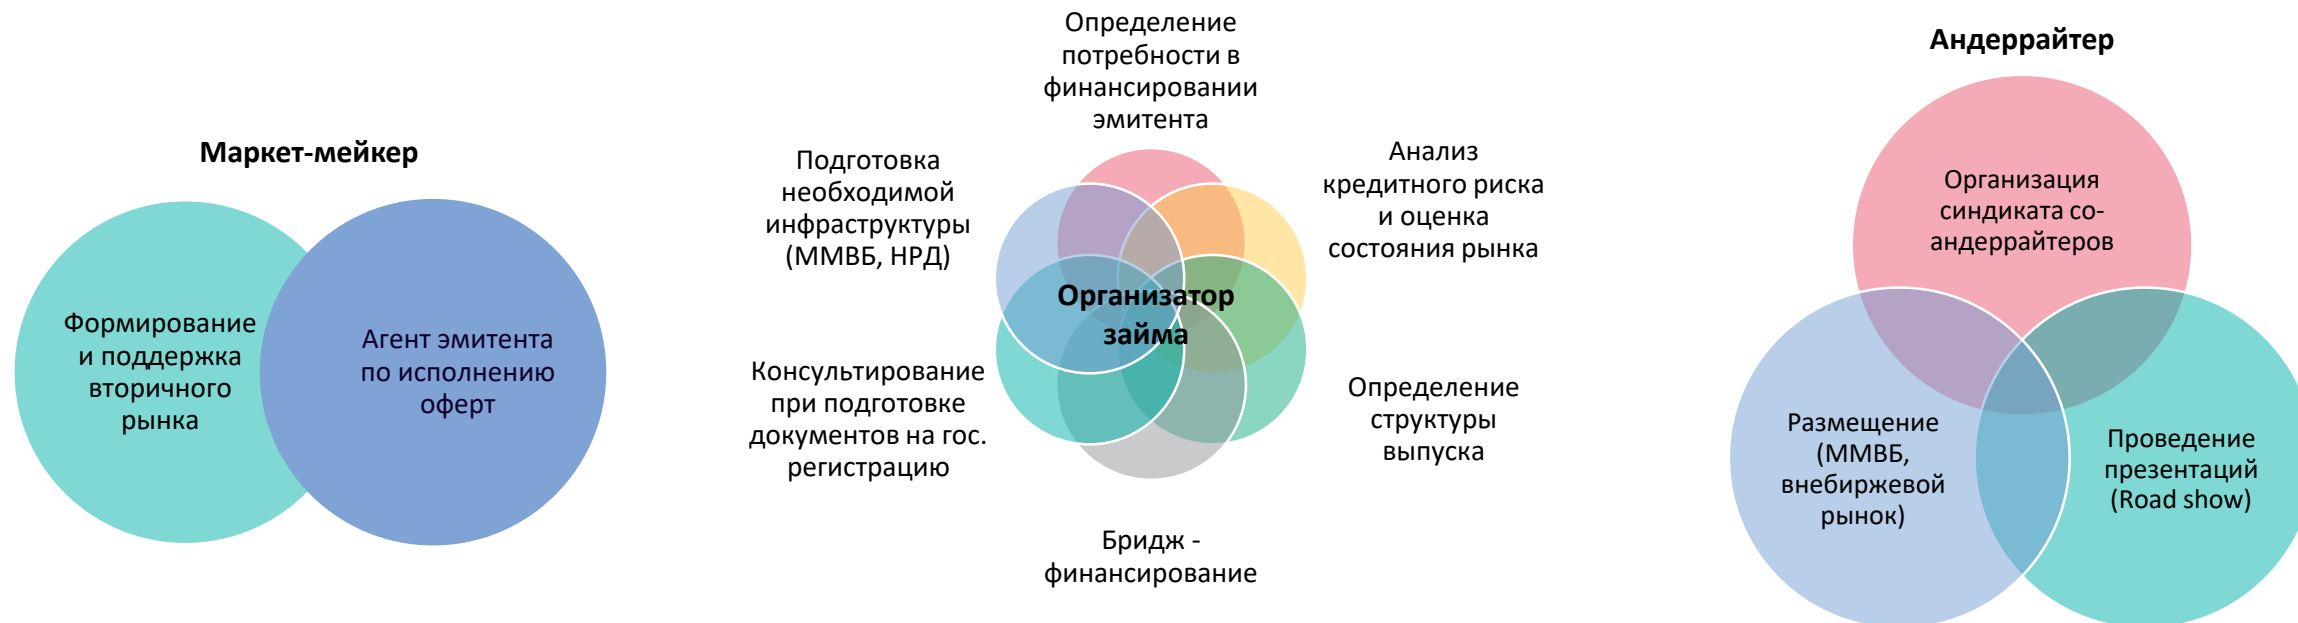 Маркет-мейкер
Формирование
и поддержка
вторичного
рынка
Агент эмитента
по исполнению
оферт
Определение
потребности в
финансировании
эмитента
Анализ
кредитного риска
и оценка
состояния рынка
Определение
структуры
выпуска
Бридж -
финансирование
Консультирование
при подготовке
документов на гос.
регистрацию
Подготовка
необходимой
инфраструктуры
(ММВБ, НРД)
Организатор
займа
Андеррайтер
Организация
синдиката со-
андеррайтеров
Размещение
(ММВБ,
внебиржевой
рынок)
Проведение
презентаций
(Road show)